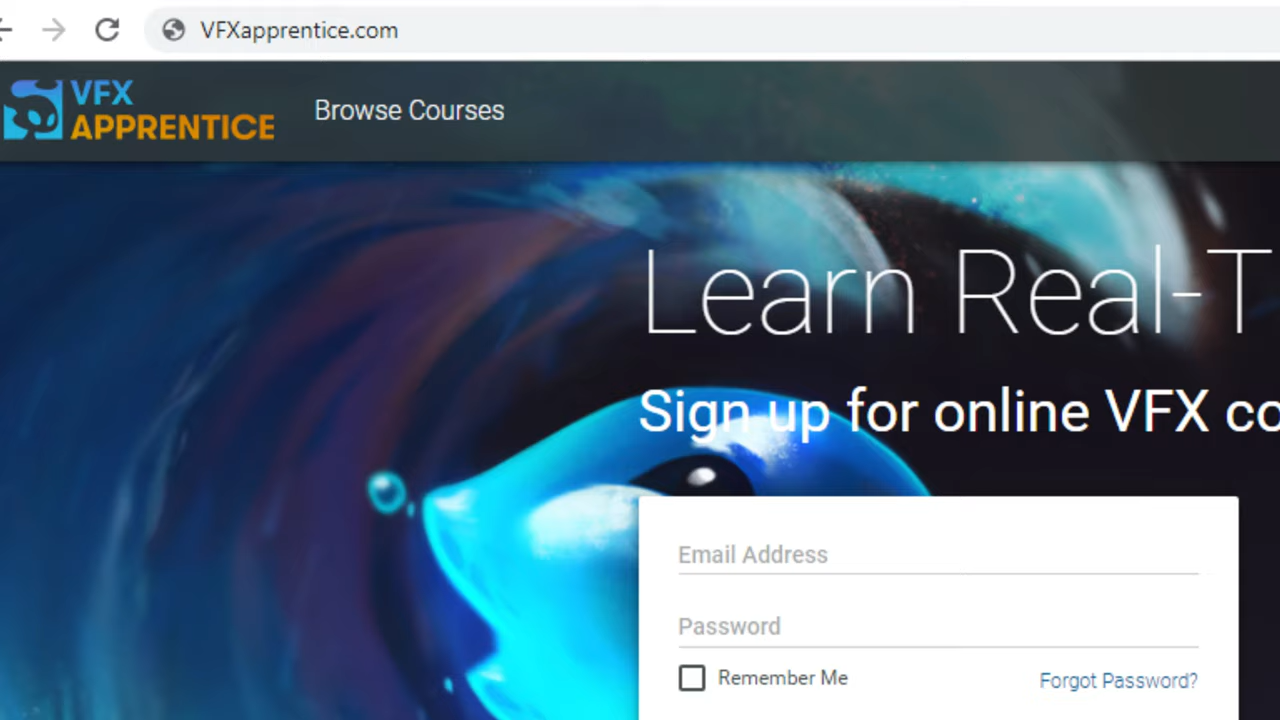 VFXapprentice.com
VFX
APPRENTICE
Browse Courses
Learn Real-T
Sign up for online VFX co
Email Address
Password
Remember Me
Forgot Password?